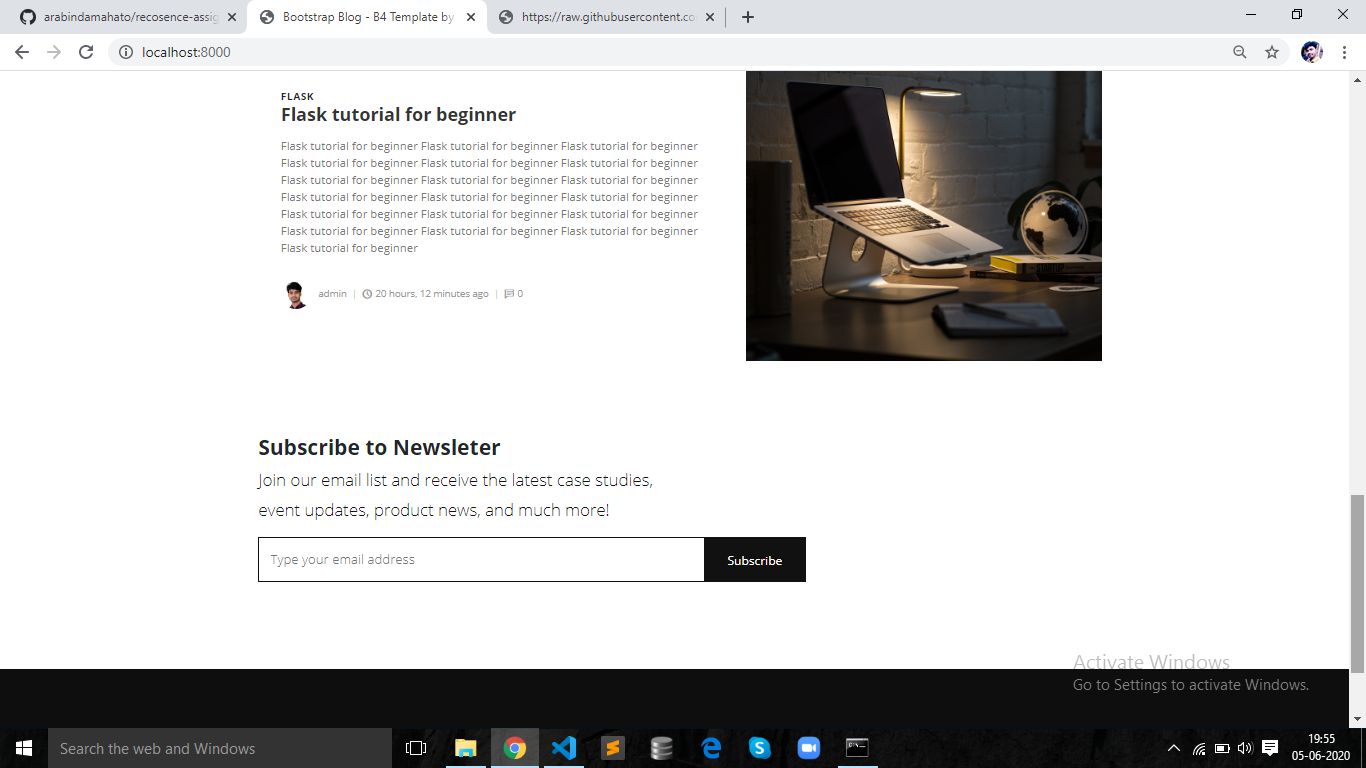 arabindamahato/recosence-assig
Bootstrap Blog - B4 Template by
https://raw.githubusercontent.co
localhost:8000
FLASK
Flask tutorial for beginner
Flask tutorial for beginner Flask tutorial for beginner Flask tutorial for beginner
Flask tutorial for beginner Flask tutorial for beginner Flask tutorial for beginner
Flask tutorial for beginner Flask tutorial for beginner Flask tutorial for beginner
Flask tutorial for beginner Flask tutorial for beginner Flask tutorial for beginner
Flask tutorial for beginner Flask tutorial for beginner Flask tutorial for beginner
Flask tutorial for beginner Flask tutorial for beginner Flask tutorial for beginner
Flask tutorial for beginner
admin | 20 hours, 12 minutes ago | 0
Subscribe to Newsleter
Join our email list and receive the latest case studies,
event updates, product news, and much more!
Type your email address
Subscribe
Activate Windows
Go to Settings to activate Windows.
Search the web and Windows
19:55
05-06-2020